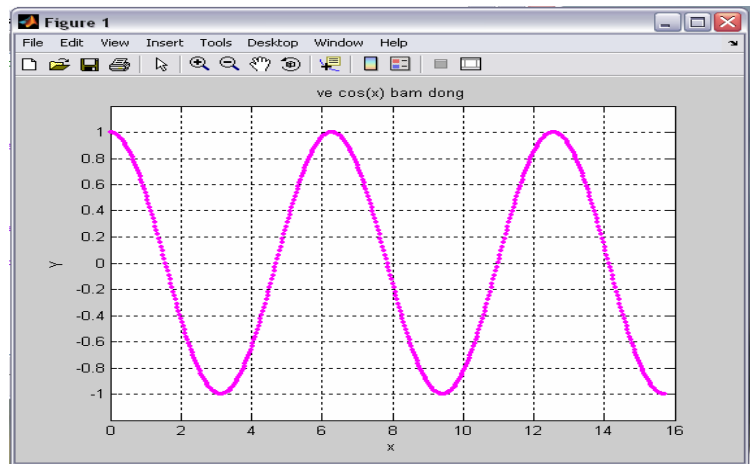 Figure 1
File Edit View Insert Tools Desktop Window Help
ve cos(x) bam dong
1
0.8
0.6
0.4
0.2
0
-0.2
-0.4
-0.6
-0.8
-1
Y
0 2 4 6 8 10 12 14 16
x